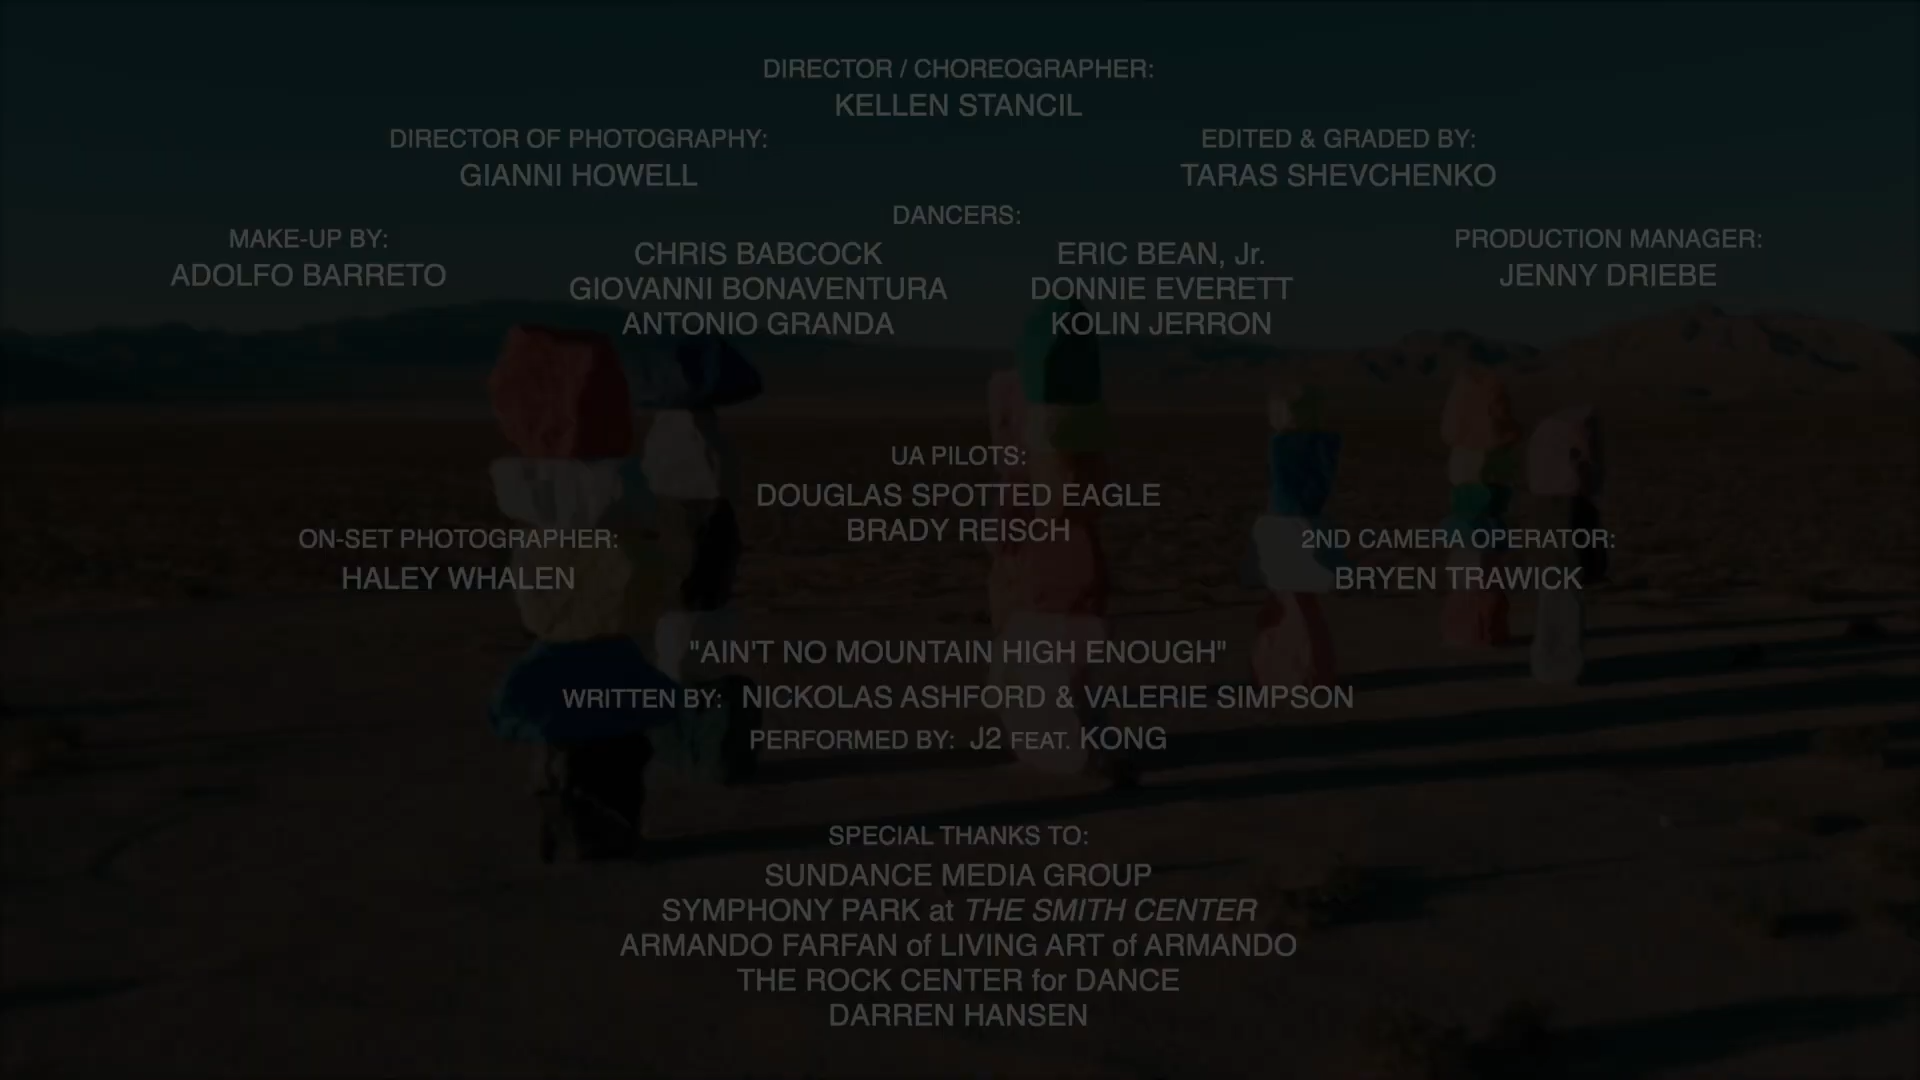 DIRECTOR / CHOREOGRAPHER:
KELLEN STANCIL
DIRECTOR OF PHOTOGRAPHY:
GIANNI HOWELL
EDITED & GRADED BY:
TARAS SHEVCHENKO
MAKE-UP BY:
ADOLFO BARRETO
DANCERS:
CHRIS BABCOCK
GIOVANNI BONAVENTURA
ANTONIO GRANDA
ERIC BEAN, Jr.
DONNIE EVERETT
KOLIN JERRON
PRODUCTION MANAGER:
JENNY DRIEBE
UA PILOTS:
DOUGLAS SPOTTED EAGLE
BRADY REISCH
ON-SET PHOTOGRAPHER:
HALEY WHALEN
2ND CAMERA OPERATOR:
BRYEN TRAWICK
"AIN'T NO MOUNTAIN HIGH ENOUGH"
WRITTEN BY: NICKOLAS ASHFORD & VALERIE SIMPSON
PERFORMED BY: J2 FEAT. KONG
SPECIAL THANKS TO:
SUNDANCE MEDIA GROUP
SYMPHONY PARK at THE SMITH CENTER
ARMANDO FARFAN of LIVING ART of ARMANDO
THE ROCK CENTER for DANCE
DARREN HANSEN